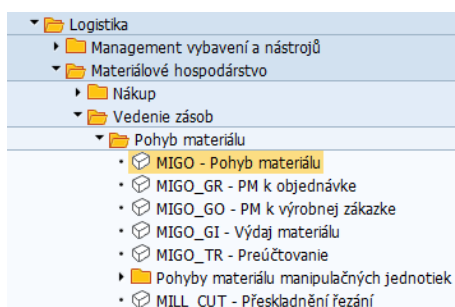 Logistika
Management vybavení a nástrojů
Materiálové hospodárstvo
Nákup
Vedenie zásob
Pohyb materiálu
MIGO - Pohyb materiálu
MIGO_GR - PM k objednávke
MIGO_GO - PM k výrobnej zákazke
MIGO_GI - Výdaj materiálu
MIGO_TR - Preúčtovanie
Pohyby materiálu manipulačných jednotiek
MILL_CUT - Přeskladnění řezání